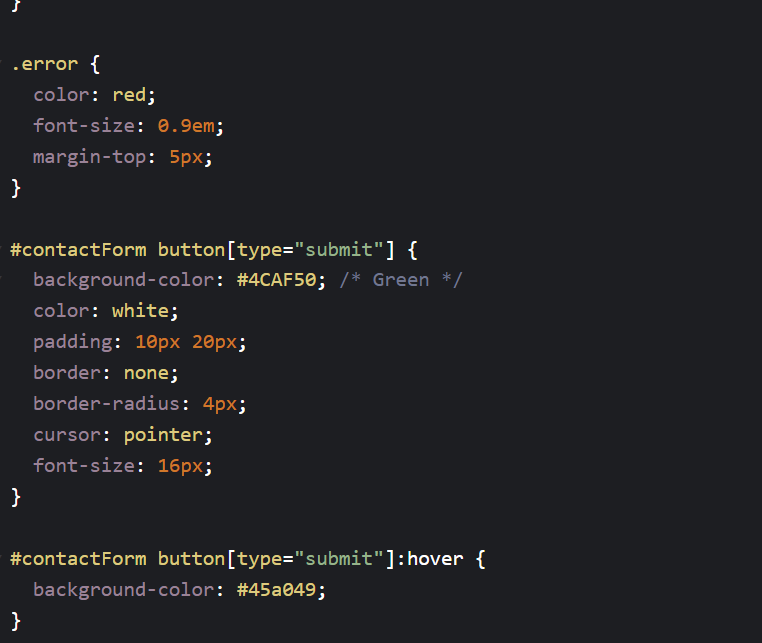 }
.error {
  color: red;
  font-size: 0.9em;
  margin-top: 5px;
}
#contactForm button[type="submit"] {
  background-color: #4CAF50; /* Green */
  color: white;
  padding: 10px 20px;
  border: none;
  border-radius: 4px;
  cursor: pointer;
  font-size: 16px;
}
#contactForm button[type="submit"]:hover {
  background-color: #45a049;
}